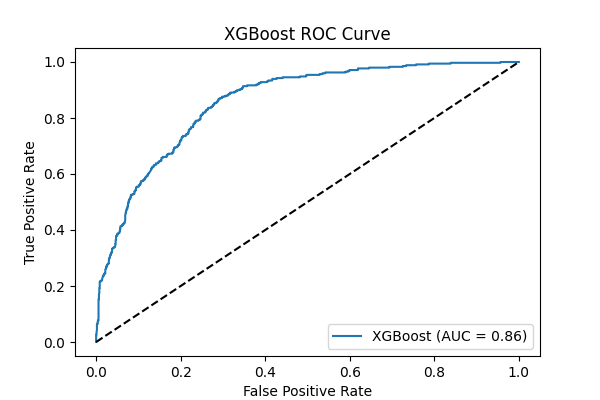 XGBoost ROC Curve
1.0
0.8
0.6
0.4
0.2
0.0
True Positive Rate
XGBoost (AUC = 0.86)
0.0 0.2 0.4 0.6 0.8 1.0
False Positive Rate